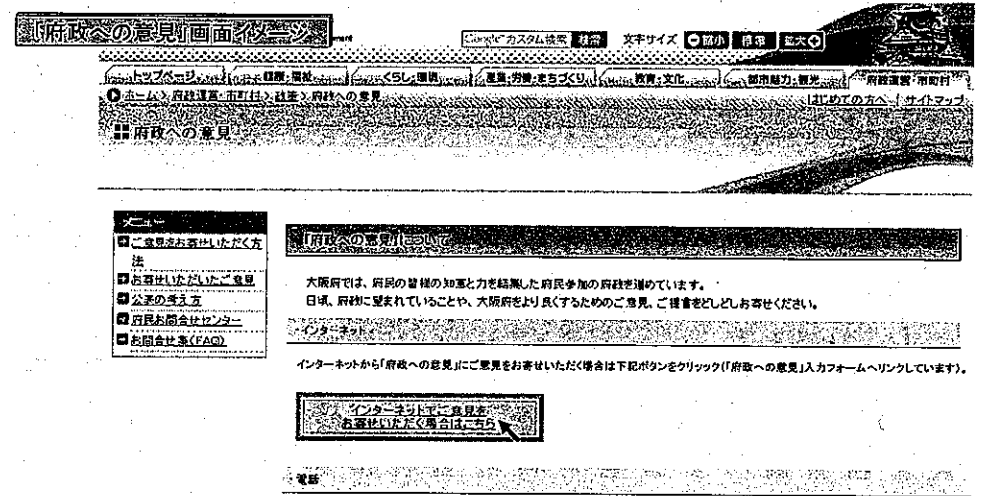 「府政への意見」画面イメージ
Google カスタム検索 検索 文字サイズ 縮小 標準 拡大
トップページ 健康・福祉 くらし・環境 産業・労働・まちづくり 教育・文化 都市魅力・観光 府政運営・市町村
ホーム > 府政運営・市町村 > 政策 > 府政への意見
はじめての方へ | サイトマップ
府政への意見
メニュー
ご意見をお寄せいただく方
法
お寄せいただいたご意見
公表の考え方
府民お問合せセンター
お問合せ集(FAQ)
「府政への意見」について
大阪府では、府民の皆様の知恵と力を結集した府民参加の府政を進めています。
日頃、府政に望まれていることや、大阪府をより良くするためのご意見、ご提言をどしどしお寄せください。
インターネット
インターネットから「府政への意見」にご意見をお寄せいただく場合は下記ボタンをクリック(「府政への意見」入力フォームへリンクしています)。
インターネットでご意見を
お寄せいただく場合はこちら
電話